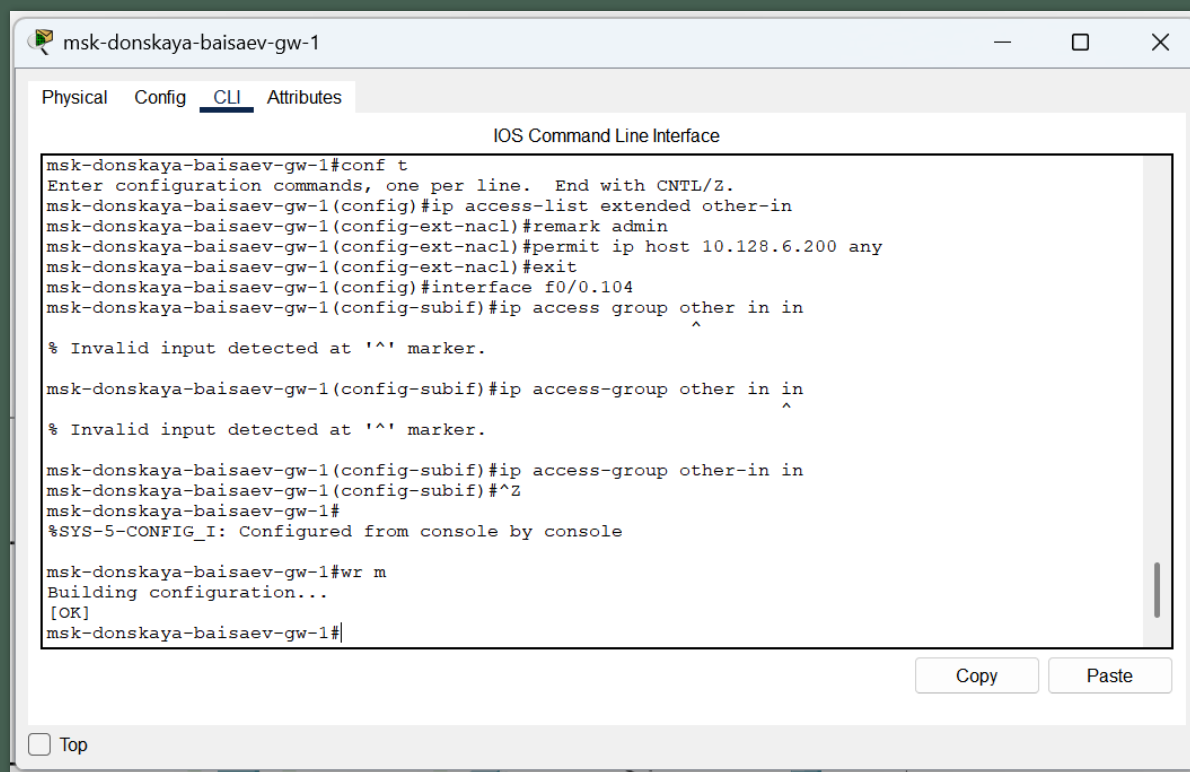 msk-donskaya-baisaev-gw-1
Physical Config CLI Attributes
IOS Command Line Interface
msk-donskaya-baisaev-gw-1#conf t
Enter configuration commands, one per line.  End with CNTL/Z.
msk-donskaya-baisaev-gw-1(config)#ip access-list extended other-in
msk-donskaya-baisaev-gw-1(config-ext-nacl)#remark admin
msk-donskaya-baisaev-gw-1(config-ext-nacl)#permit ip host 10.128.6.200 any
msk-donskaya-baisaev-gw-1(config-ext-nacl)#exit
msk-donskaya-baisaev-gw-1(config)#interface f0/0.104
msk-donskaya-baisaev-gw-1(config-subif)#ip access group other in in
^
% Invalid input detected at '^' marker.
msk-donskaya-baisaev-gw-1(config-subif)#ip access-group other in in
^
% Invalid input detected at '^' marker.
msk-donskaya-baisaev-gw-1(config-subif)#ip access-group other-in in
msk-donskaya-baisaev-gw-1(config-subif)#^Z
msk-donskaya-baisaev-gw-1#
%SYS-5-CONFIG_I: Configured from console by console
msk-donskaya-baisaev-gw-1#wr m
Building configuration...
[OK]
msk-donskaya-baisaev-gw-1#
Copy Paste
Top